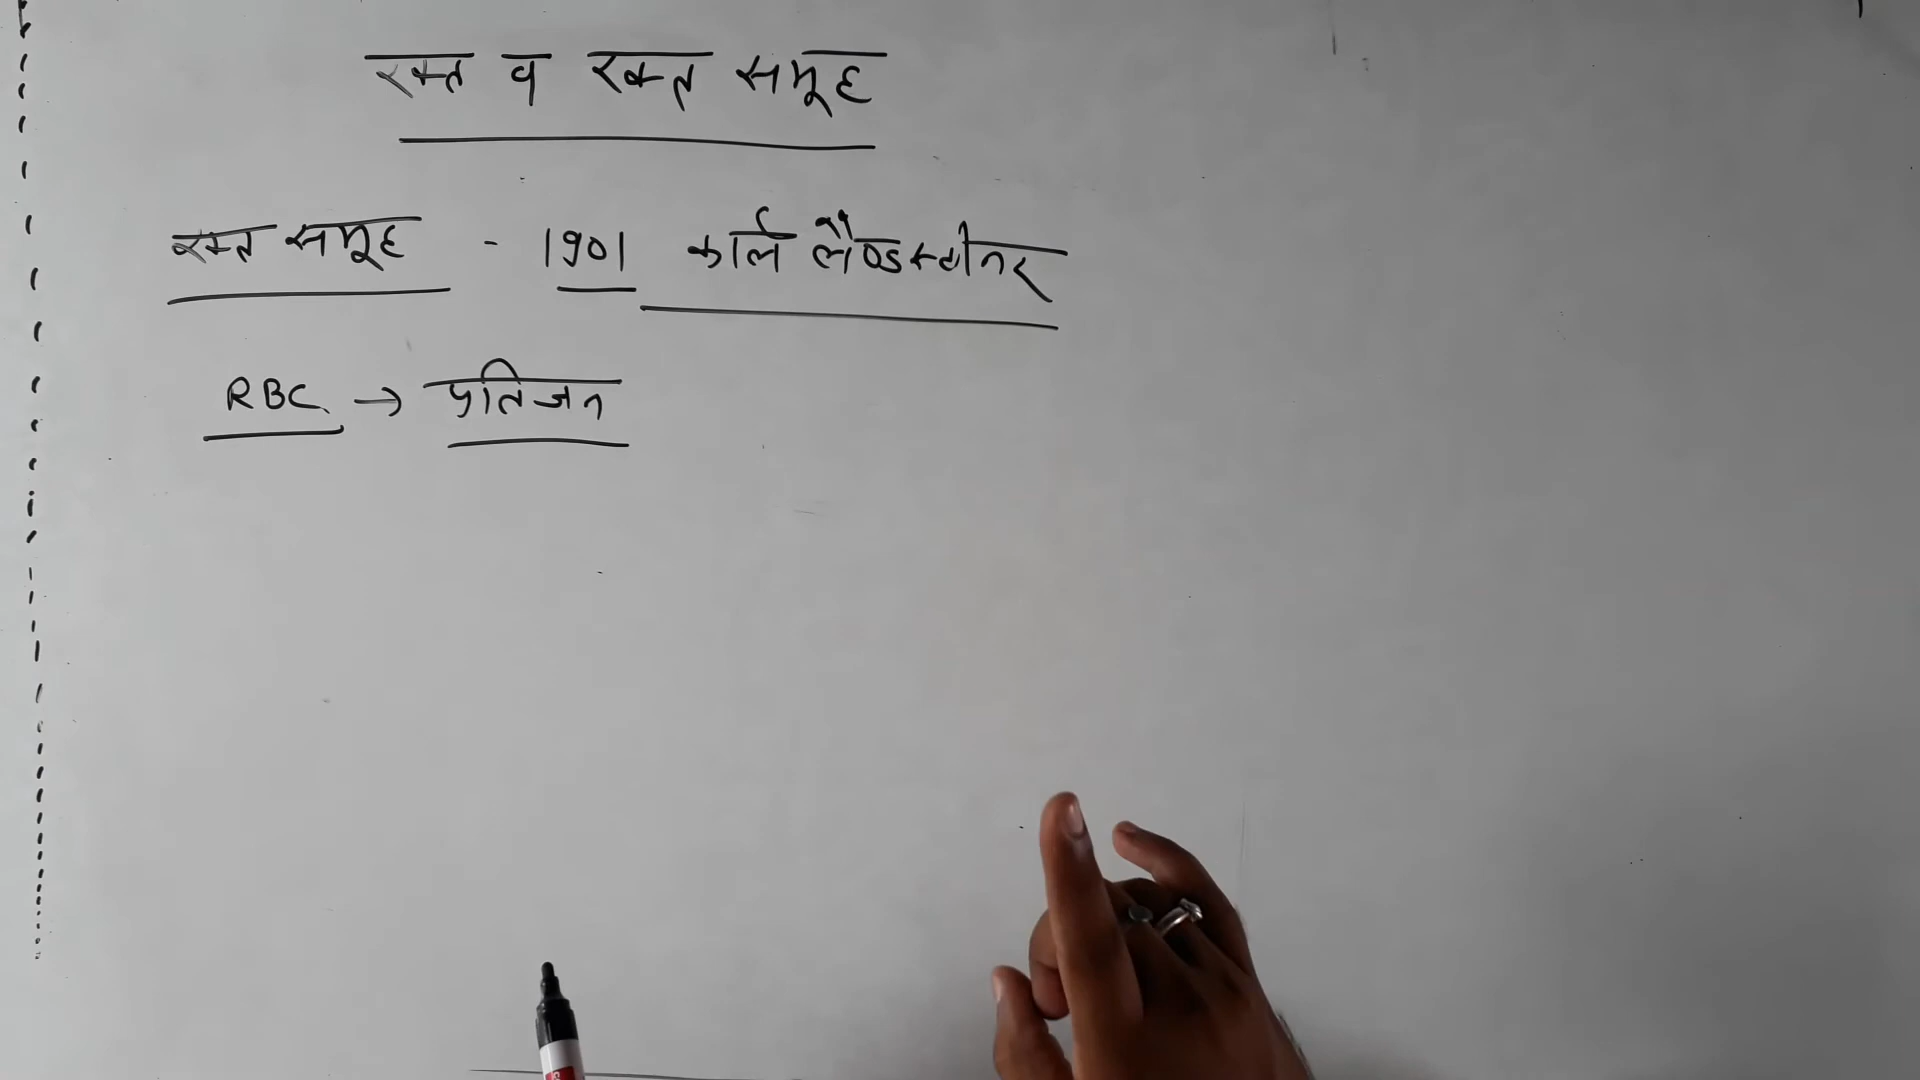 रक्त व रक्त समूह
रक्त समूह - 1901 कार्ल लैण्डस्टीनर
RBC → प्रतिजन